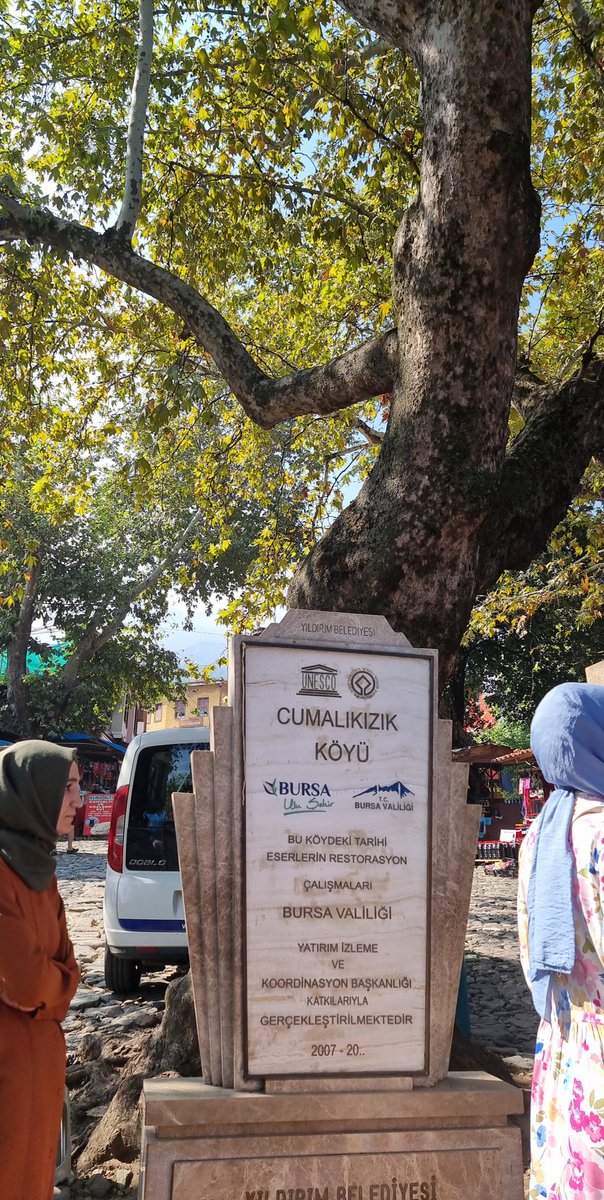 YILDIRIM BELEDİYESİ
UNESCO
CUMALIKIZIK
KÖYÜ
BURSA
Ulu Şehir
T.C.
BURSA VALİLİĞİ
BU KÖYDEKİ TARİHİ
ESERLERİN RESTORASYON
ÇALIŞMALARI
BURSA VALİLİĞİ
YATIRIM İZLEME
VE
KOORDİNASYON BAŞKANLIĞI
KATKILARIYLA
GERÇEKLEŞTİRİLMEKTEDİR
2007 - 20..
YILDIRIM BELEDİYESİ
DOBLO